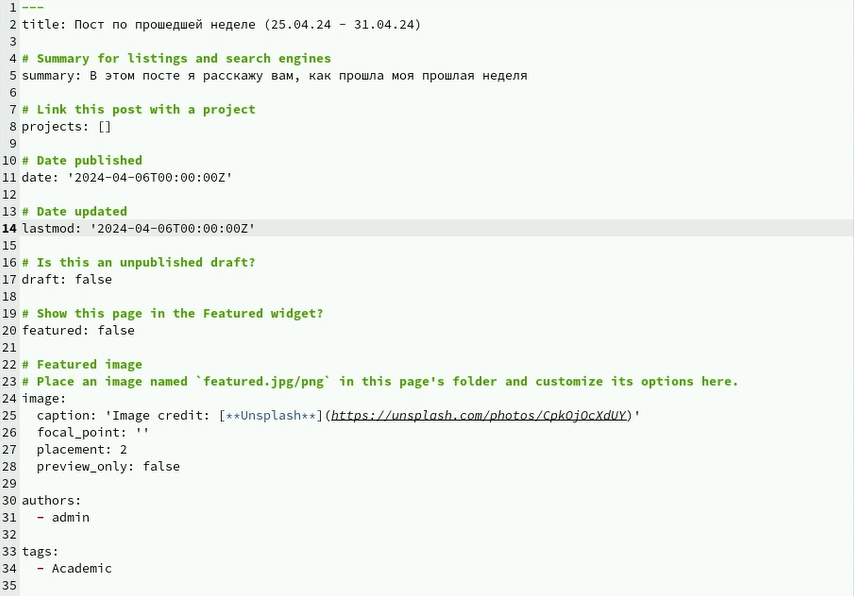 1 ---
2 title: Пост по прошедшей неделе (25.04.24 - 31.04.24)
3
4 # Summary for listings and search engines
5 summary: В этом посте я расскажу вам, как прошла моя прошлая неделя
6
7 # Link this post with a project
8 projects: []
9
10 # Date published
11 date: '2024-04-06T00:00:00Z'
12
13 # Date updated
14 lastmod: '2024-04-06T00:00:00Z'
15
16 # Is this an unpublished draft?
17 draft: false
18
19 # Show this page in the Featured widget?
20 featured: false
21
22 # Featured image
23 # Place an image named `featured.jpg/png` in this page's folder and customize its options here.
24 image:
25   caption: 'Image credit: [**Unsplash**](https://unsplash.com/photos/CpkOjOcXdUY)'
26   focal_point: ''
27   placement: 2
28   preview_only: false
29
30 authors:
31   - admin
32
33 tags:
34   - Academic
35